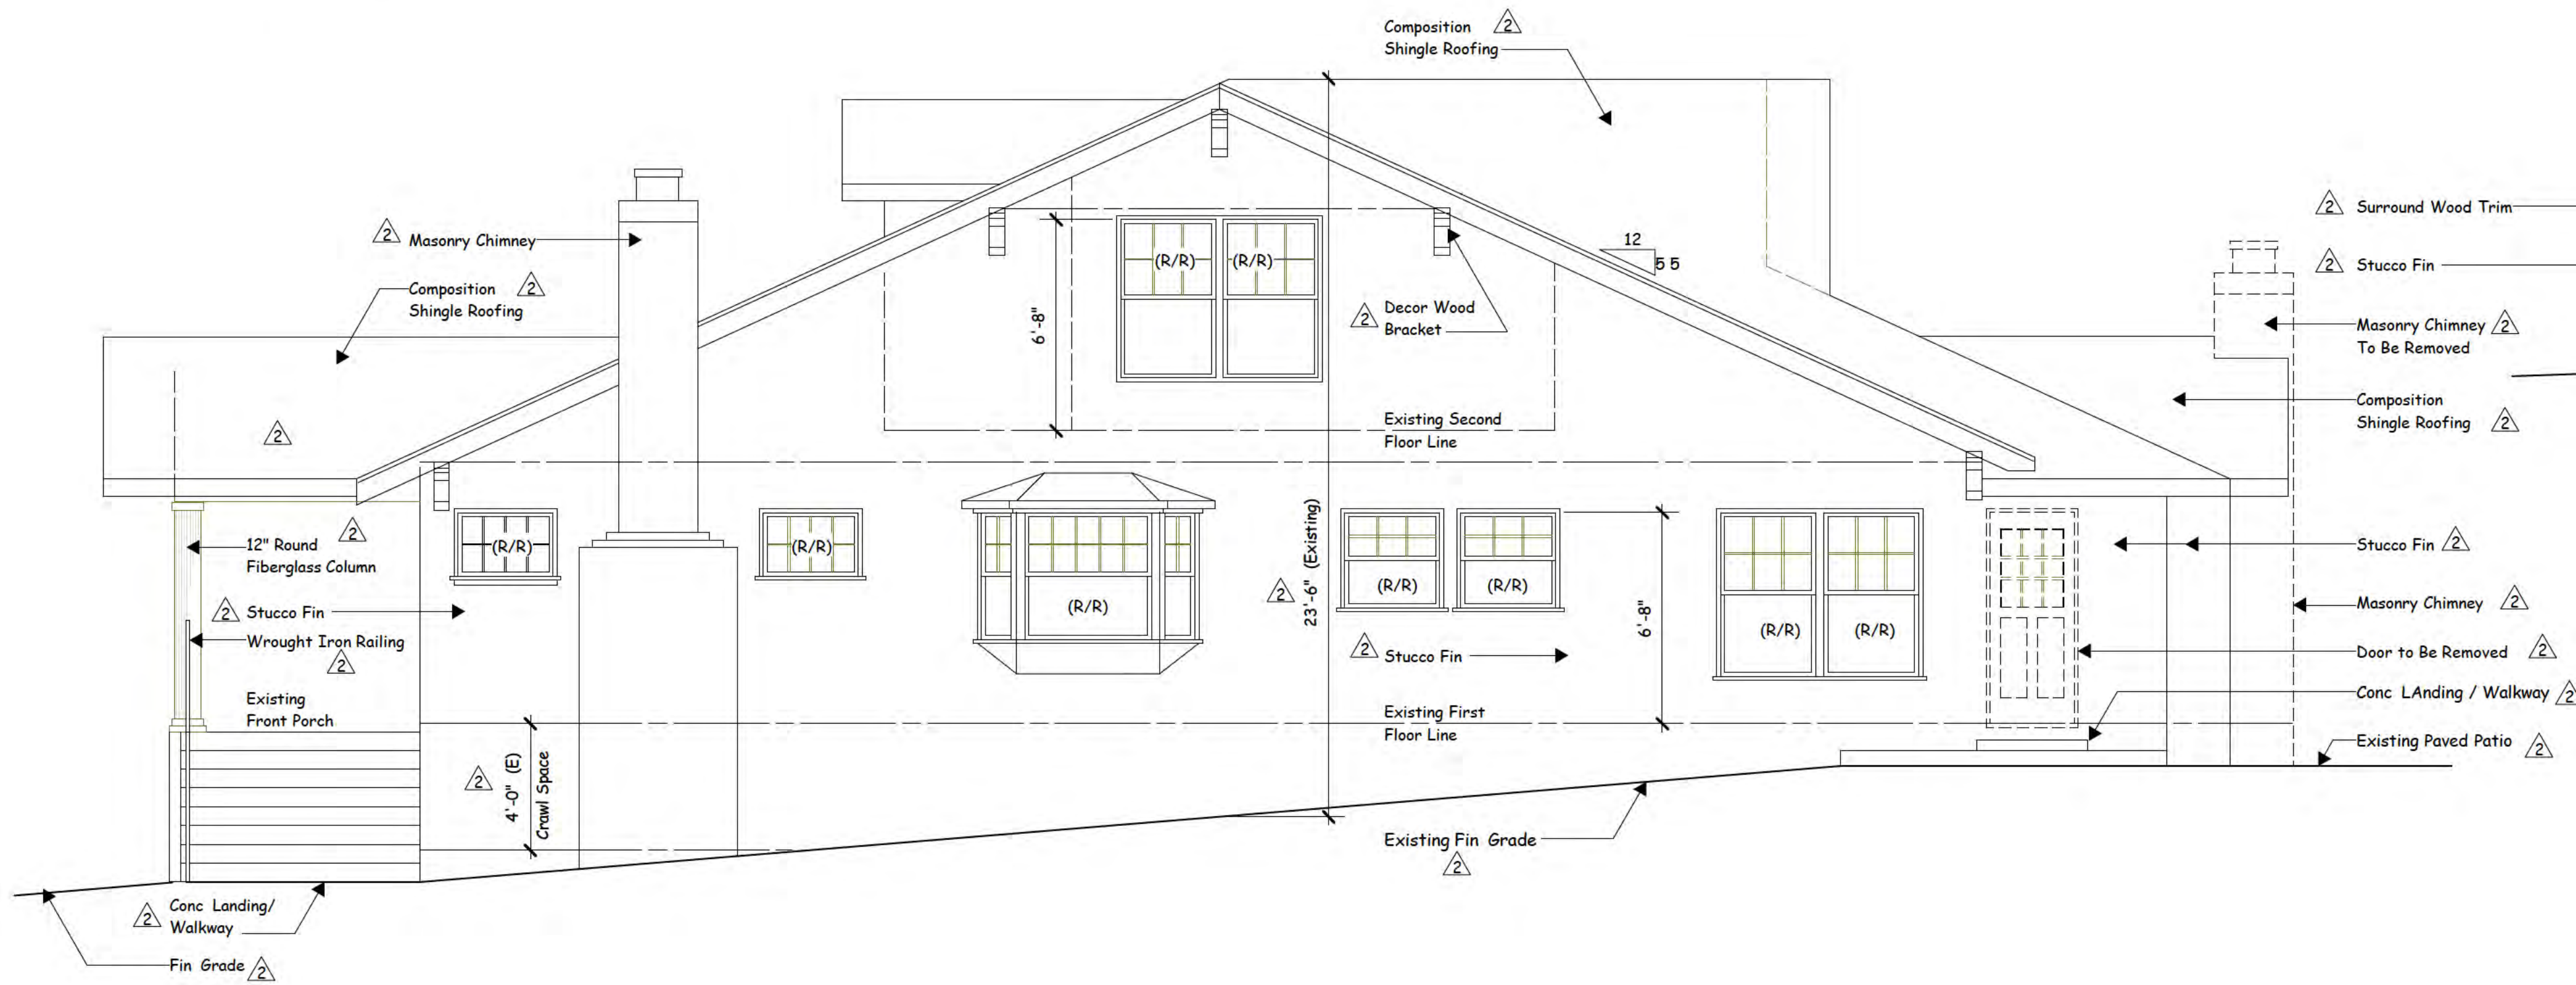 Composition 2
Shingle Roofing
2 Masonry Chimney
Composition 2
Shingle Roofing
2
12" Round 2
Fiberglass Column
2 Stucco Fin
Wrought Iron Railing
2
Existing
Front Porch
2 4'-0" (E)
Crawl Space
2 Conc Landing/
Walkway
Fin Grade 2
(R/R)
(R/R)
(R/R)
(R/R) (R/R)
6'-8"
12
5 5
2 Decor Wood
Bracket
Existing Second
Floor Line
2 23'-6" (Existing)
(R/R) (R/R)
2 Stucco Fin
6'-8"
(R/R) (R/R)
Existing First
Floor Line
Existing Fin Grade
2
2 Surround Wood Trim
2 Stucco Fin
Masonry Chimney 2
To Be Removed
Composition
Shingle Roofing 2
Stucco Fin 2
Masonry Chimney 2
Door to Be Removed 2
Conc LAnding / Walkway 2
Existing Paved Patio 2